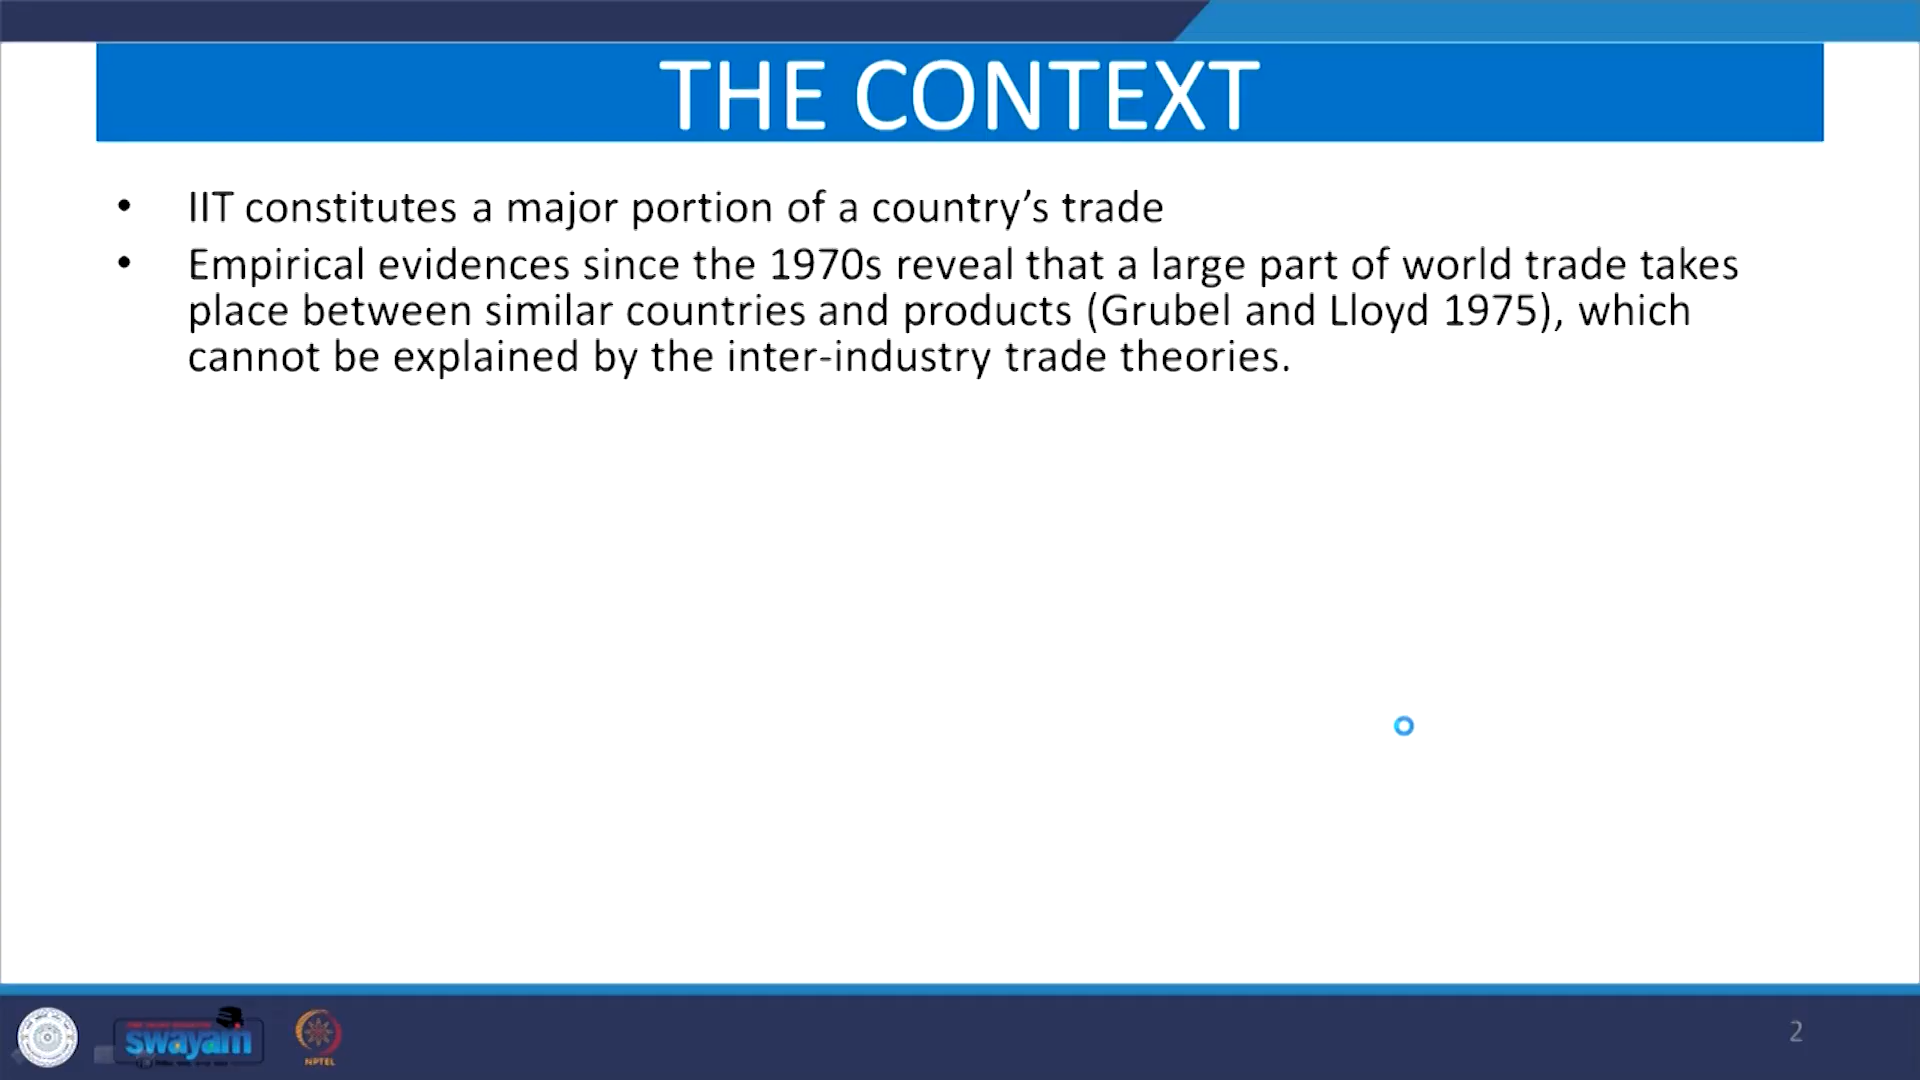 THE CONTEXT
• IIT constitutes a major portion of a country’s trade
• Empirical evidences since the 1970s reveal that a large part of world trade takes
place between similar countries and products (Grubel and Lloyd 1975), which
cannot be explained by the inter-industry trade theories.
swayam
NPTEL
2